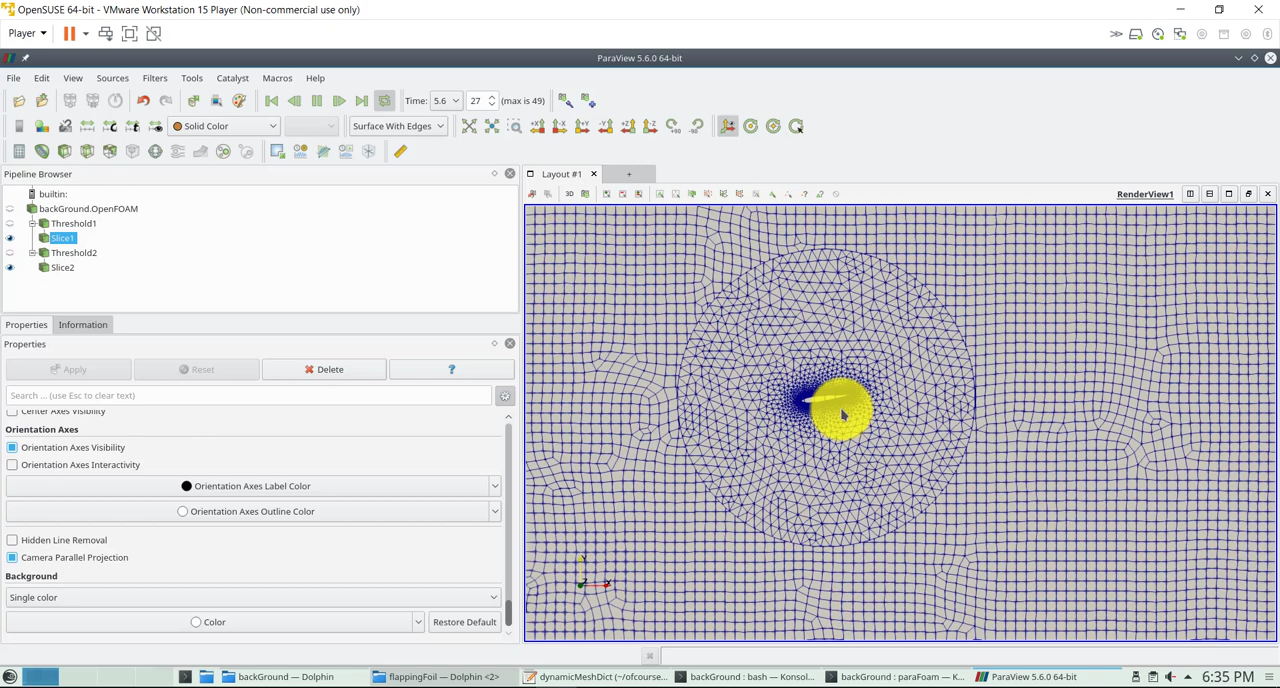 OpenSUSE 64-bit - VMware Workstation 15 Player (Non-commercial use only)
Player
ParaView 5.6.0 64-bit
File Edit View Sources Filters Tools Catalyst Macros Help
Time: 5.6 27 (max is 49)
Solid Color Surface With Edges
Pipeline Browser
Layout #1
builtin:
3D RenderView1
backGround.OpenFOAM
Threshold1
Slice1
Threshold2
Slice2
Properties Information
Properties
Apply Reset Delete ?
Search ... (use Esc to clear text)
Center Axes Visibility
Orientation Axes
Orientation Axes Visibility
Orientation Axes Interactivity
Orientation Axes Label Color
Orientation Axes Outline Color
Hidden Line Removal
Camera Parallel Projection
Background
Single color
Color Restore Default
Y
Z X
backGround — Dolphin flappingFoil — Dolphin <2> dynamicMeshDict (~/ofcourse... backGround : bash — Konsol... backGround : paraFoam — K... ParaView 5.6.0 64-bit 6:35 PM